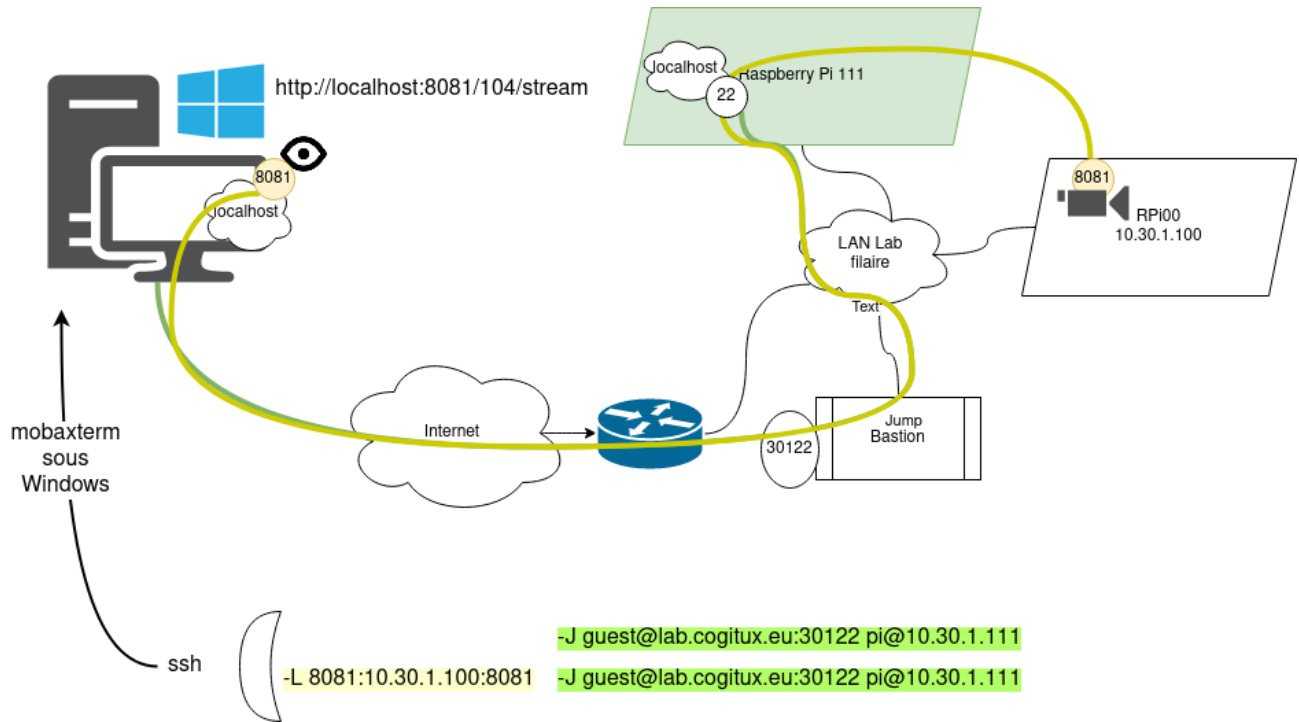 localhost
Raspberry Pi 111
22
http://localhost:8081/104/stream
8081
localhost
8081
RPi00
10.30.1.100
LAN Lab
filaire
Text
Internet
Jump
Bastion
30122
mobaxterm
sous
Windows
-J guest@lab.cogitux.eu:30122 pi@10.30.1.111
ssh
-L 8081:10.30.1.100:8081 -J guest@lab.cogitux.eu:30122 pi@10.30.1.111